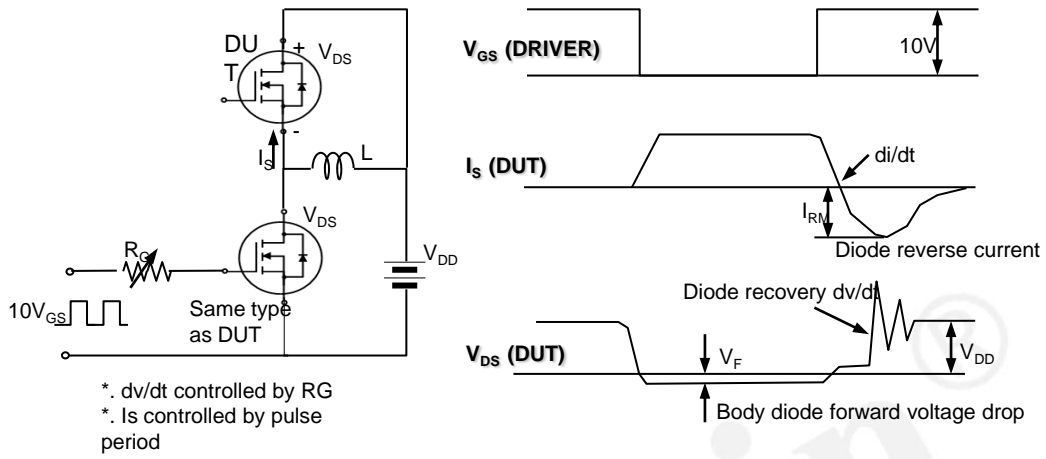 DU
T
+
V_DS
-
I_S
L
V_DS
R_G
V_DD
10V_GS
Same type
as DUT
*. dv/dt controlled by RG
*. Is controlled by pulse
period
V_GS (DRIVER)
10V
I_S (DUT)
di/dt
I_RM
Diode reverse current
Diode recovery dv/dt
V_DS (DUT)
V_F
V_DD
Body diode forward voltage drop